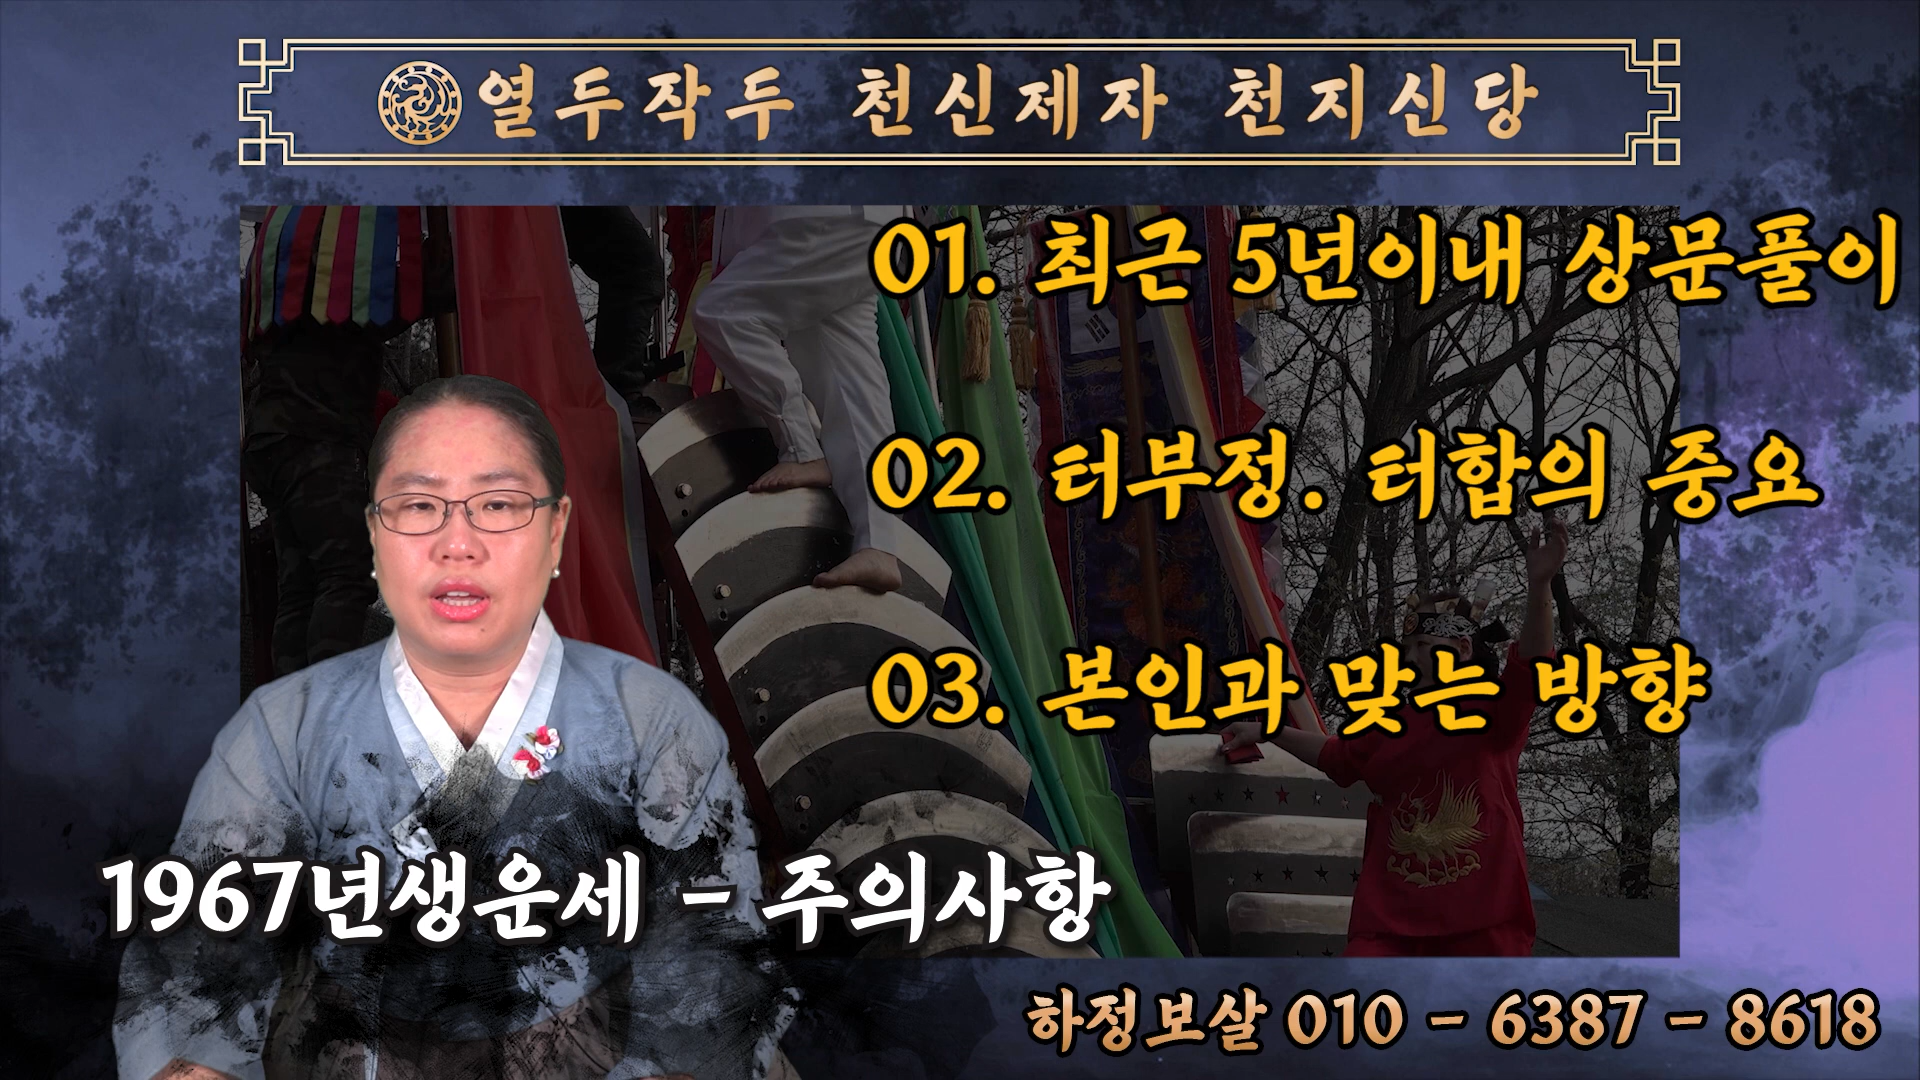 열두작두 천신제자 천지신당
01. 최근 5년이내 상문풀이
02. 터부정. 터합의 중요
03. 본인과 맞는 방향
1967년생운세 - 주의사항
하정보살 010 - 6387 - 8618